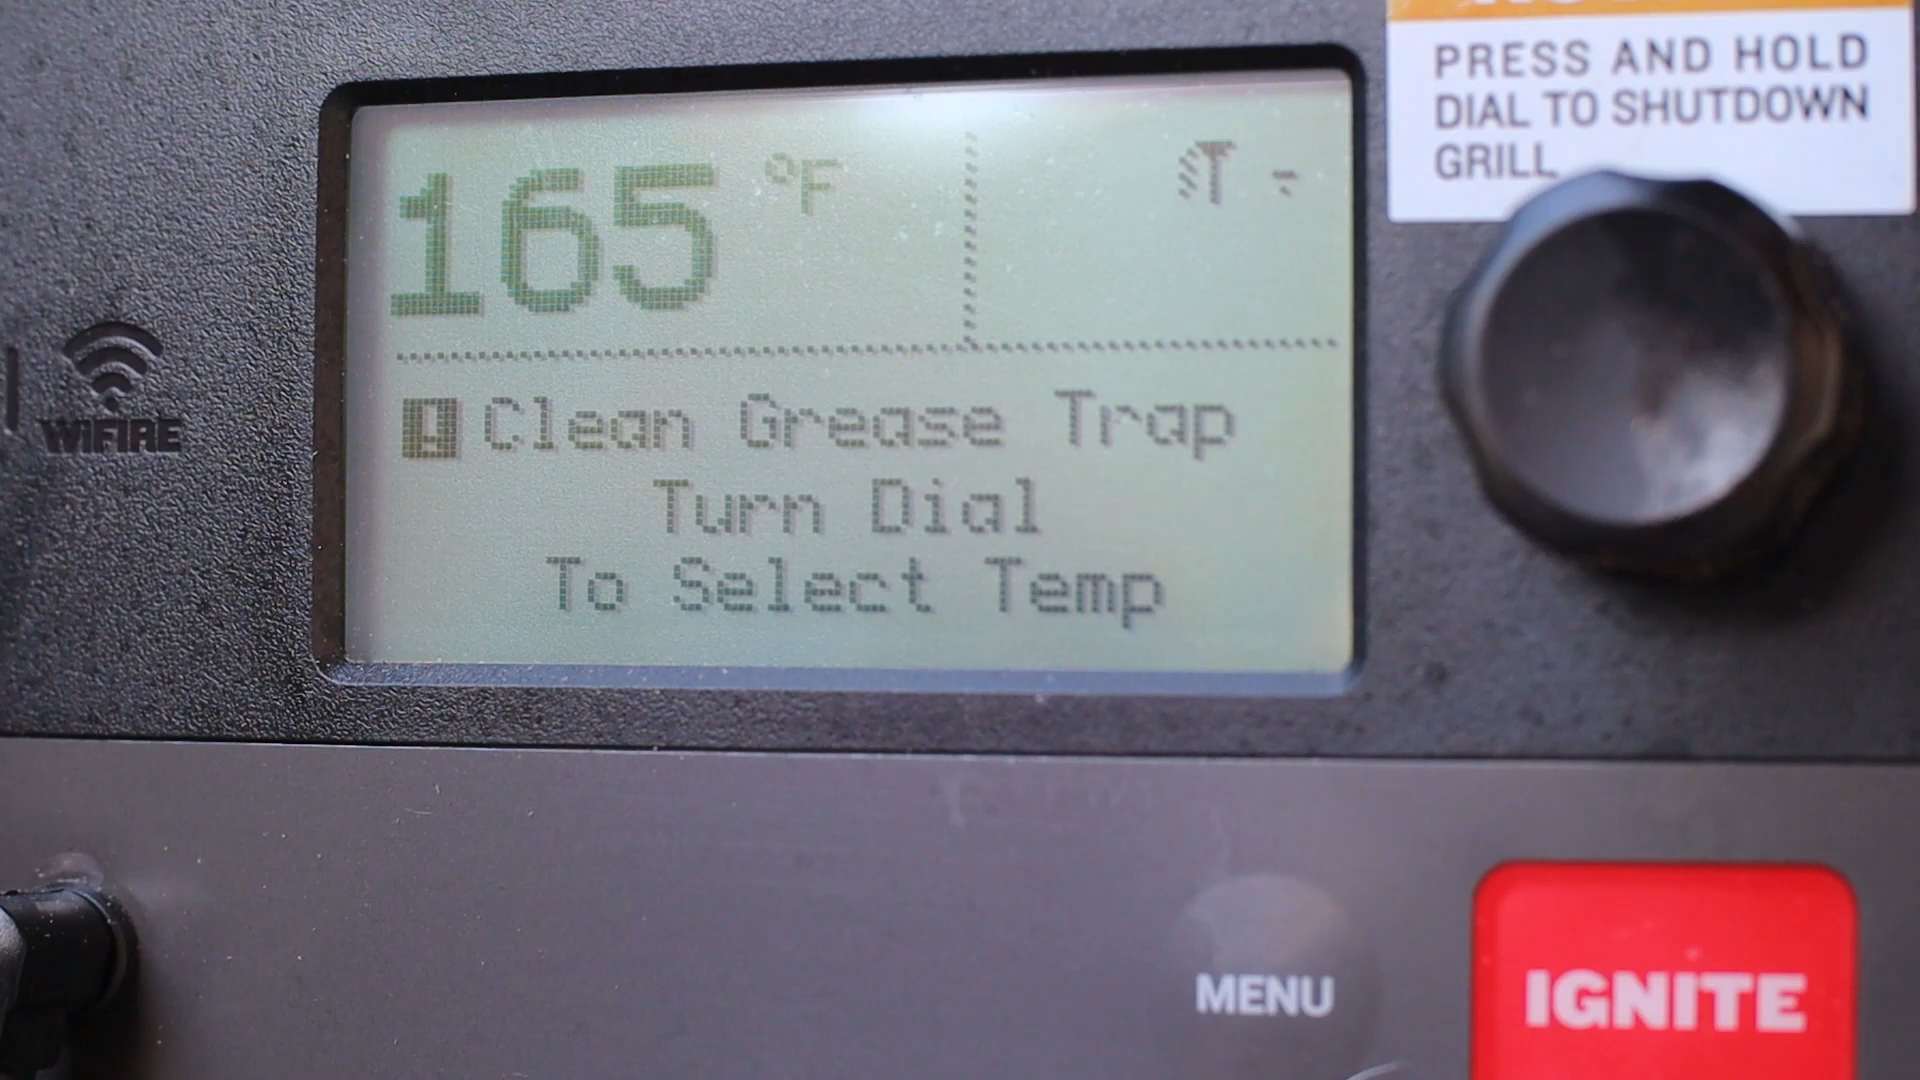 PRESS AND HOLD
DIAL TO SHUTDOWN
GRILL
165 °F
Clean Grease Trap
Turn Dial
To Select Temp
WiFIRE
MENU
IGNITE